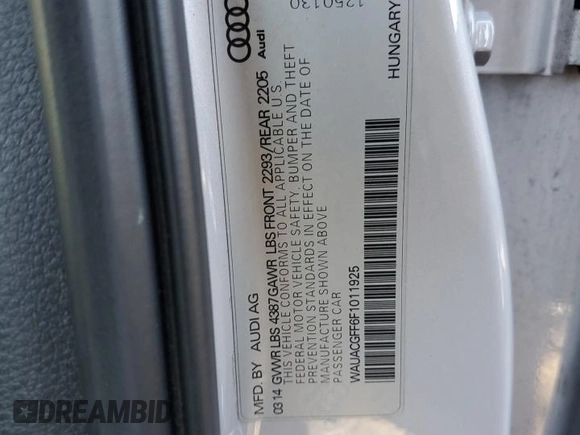 Audi
MFD. BY AUDI AG
0314 GVWR LBS 4387 GAWR LBS FRONT 2293/REAR 2205
THIS VEHICLE CONFORMS TO ALL APPLICABLE U.S.
FEDERAL MOTOR VEHICLE SAFETY, BUMPER AND THEFT
PREVENTION STANDARDS IN EFFECT ON THE DATE OF
MANUFACTURE SHOWN ABOVE
PASSENGER CAR
WAUACGFF6F1011925
HUNGARY
DREAMBID